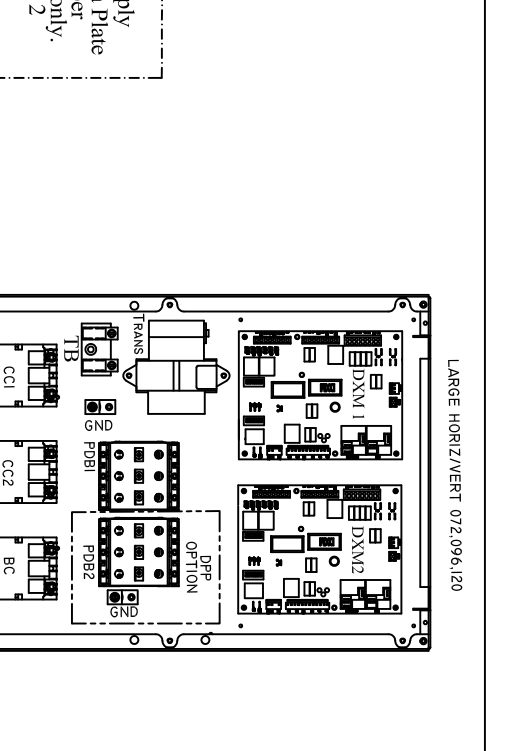 ply
n Plate
per
only.
2
LARGE HORIZ/VERT 072,096,120
DXM 1
DXM2
TRANS
TB
GND
PDB1
PDB2
DPP
OPTION
GND
CC1
CC2
BC